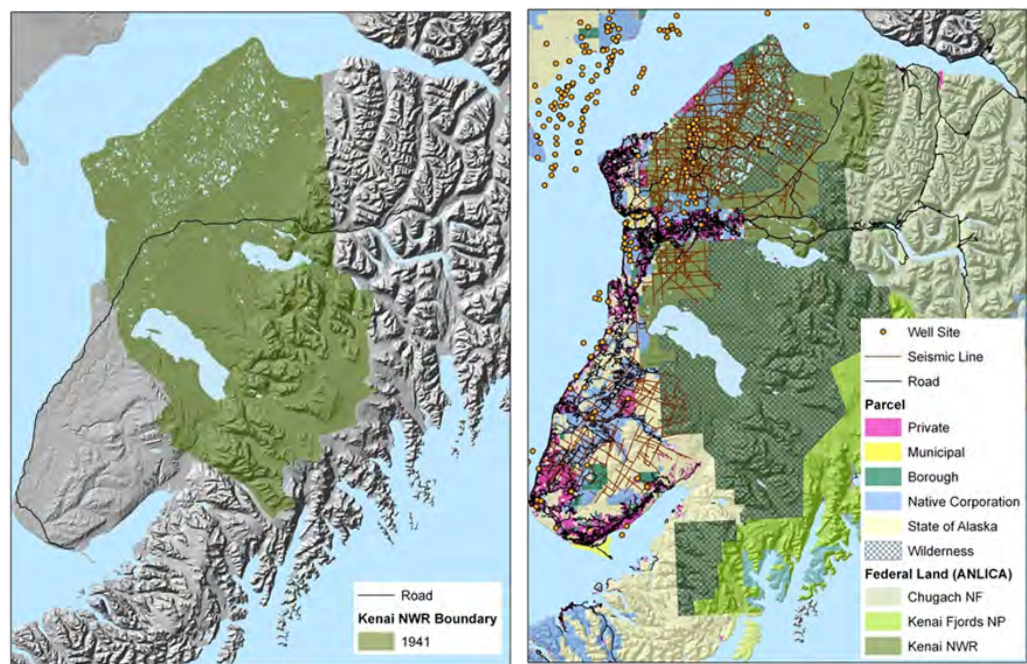 Road
Kenai NWR Boundary
1941
Well Site
Seismic Line
Road
Parcel
Private
Municipal
Borough
Native Corporation
State of Alaska
Wilderness
Federal Land (ANLICA)
Chugach NF
Kenai Fjords NP
Kenai NWR